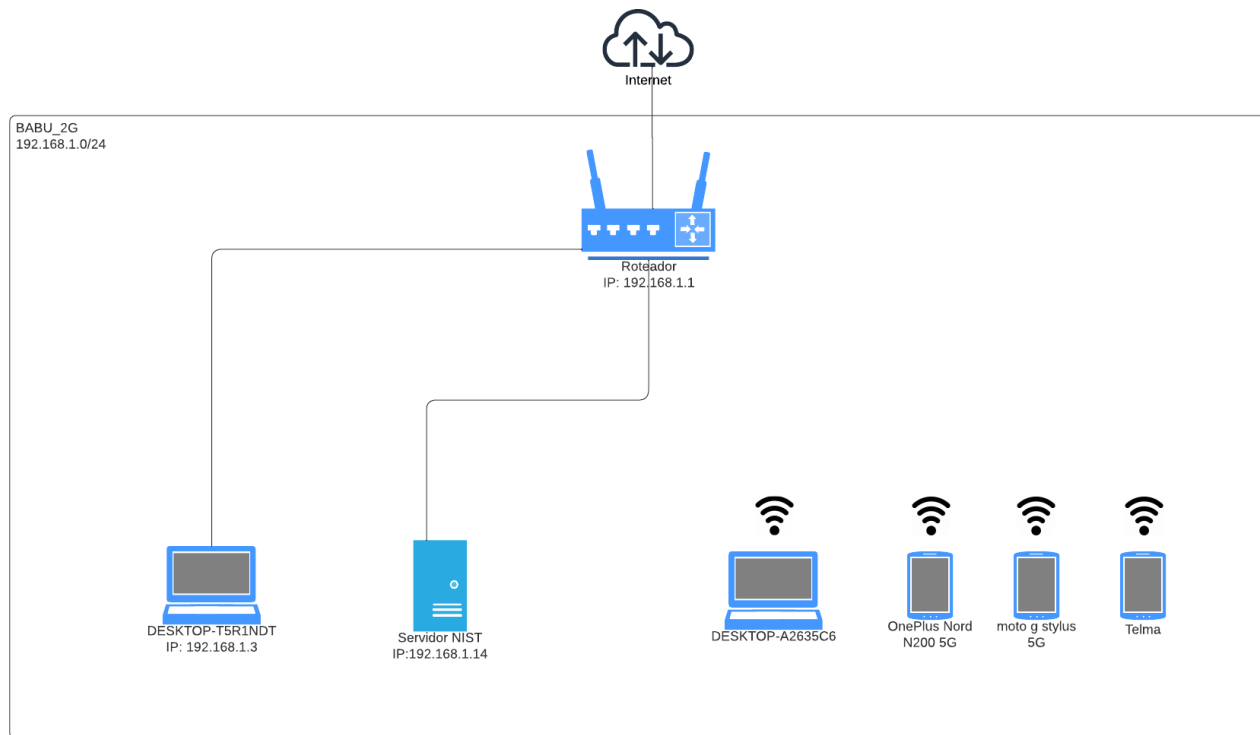 Internet
BABU_2G
192.168.1.0/24
Roteador
IP: 192.168.1.1
DESKTOP-T5R1NDT
IP: 192.168.1.3
Servidor NIST
IP:192.168.1.14
DESKTOP-A2635C6
OnePlus Nord
N200 5G
moto g stylus
5G
Telma